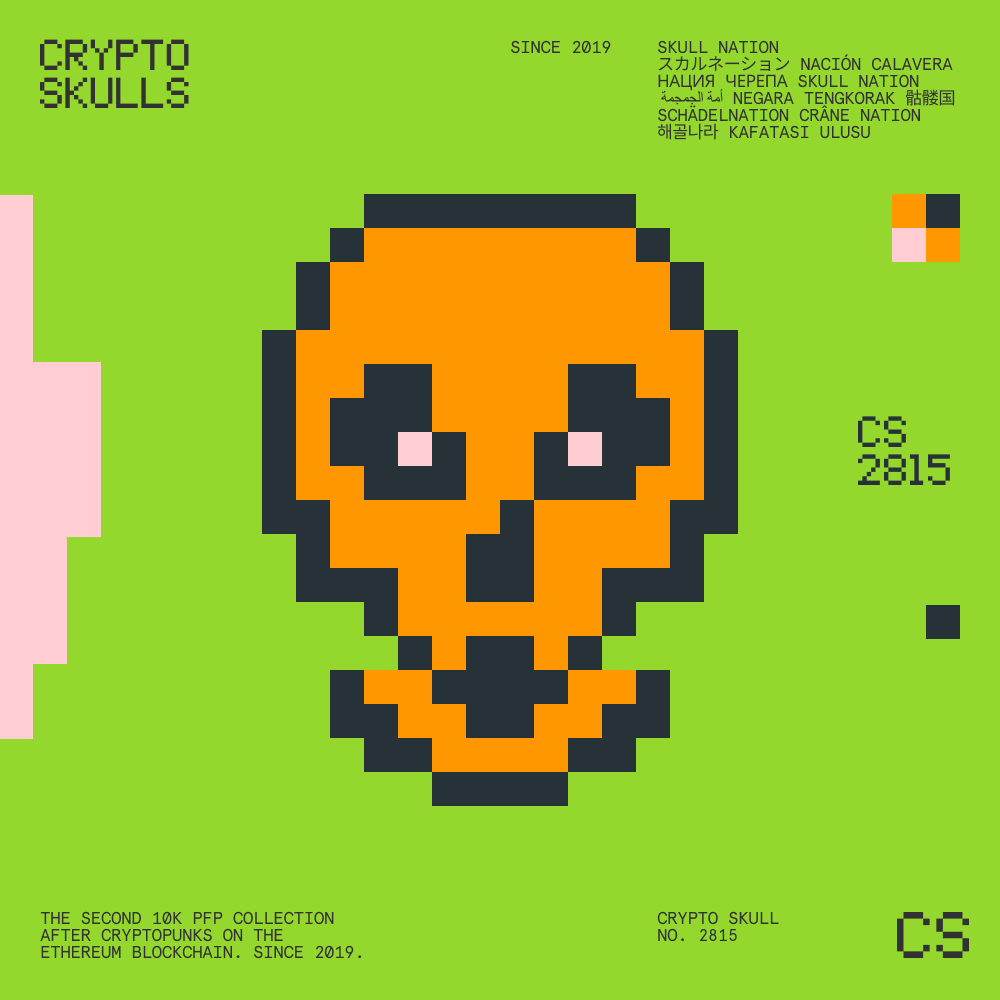 CRYPTO
SKULLS
SINCE 2019
SKULL NATION
スカルネーション NACIÓN CALAVERA
НАЦИЯ ЧЕРЕПА SKULL NATION
أمة الجمجمة NEGARA TENGKORAK 骷髅国
SCHÄDELNATION CRÂNE NATION
해골나라 KAFATASI ULUSU
CS
2815
THE SECOND 10K PFP COLLECTION
AFTER CRYPTOPUNKS ON THE
ETHEREUM BLOCKCHAIN. SINCE 2019.
CRYPTO SKULL
NO. 2815
CS